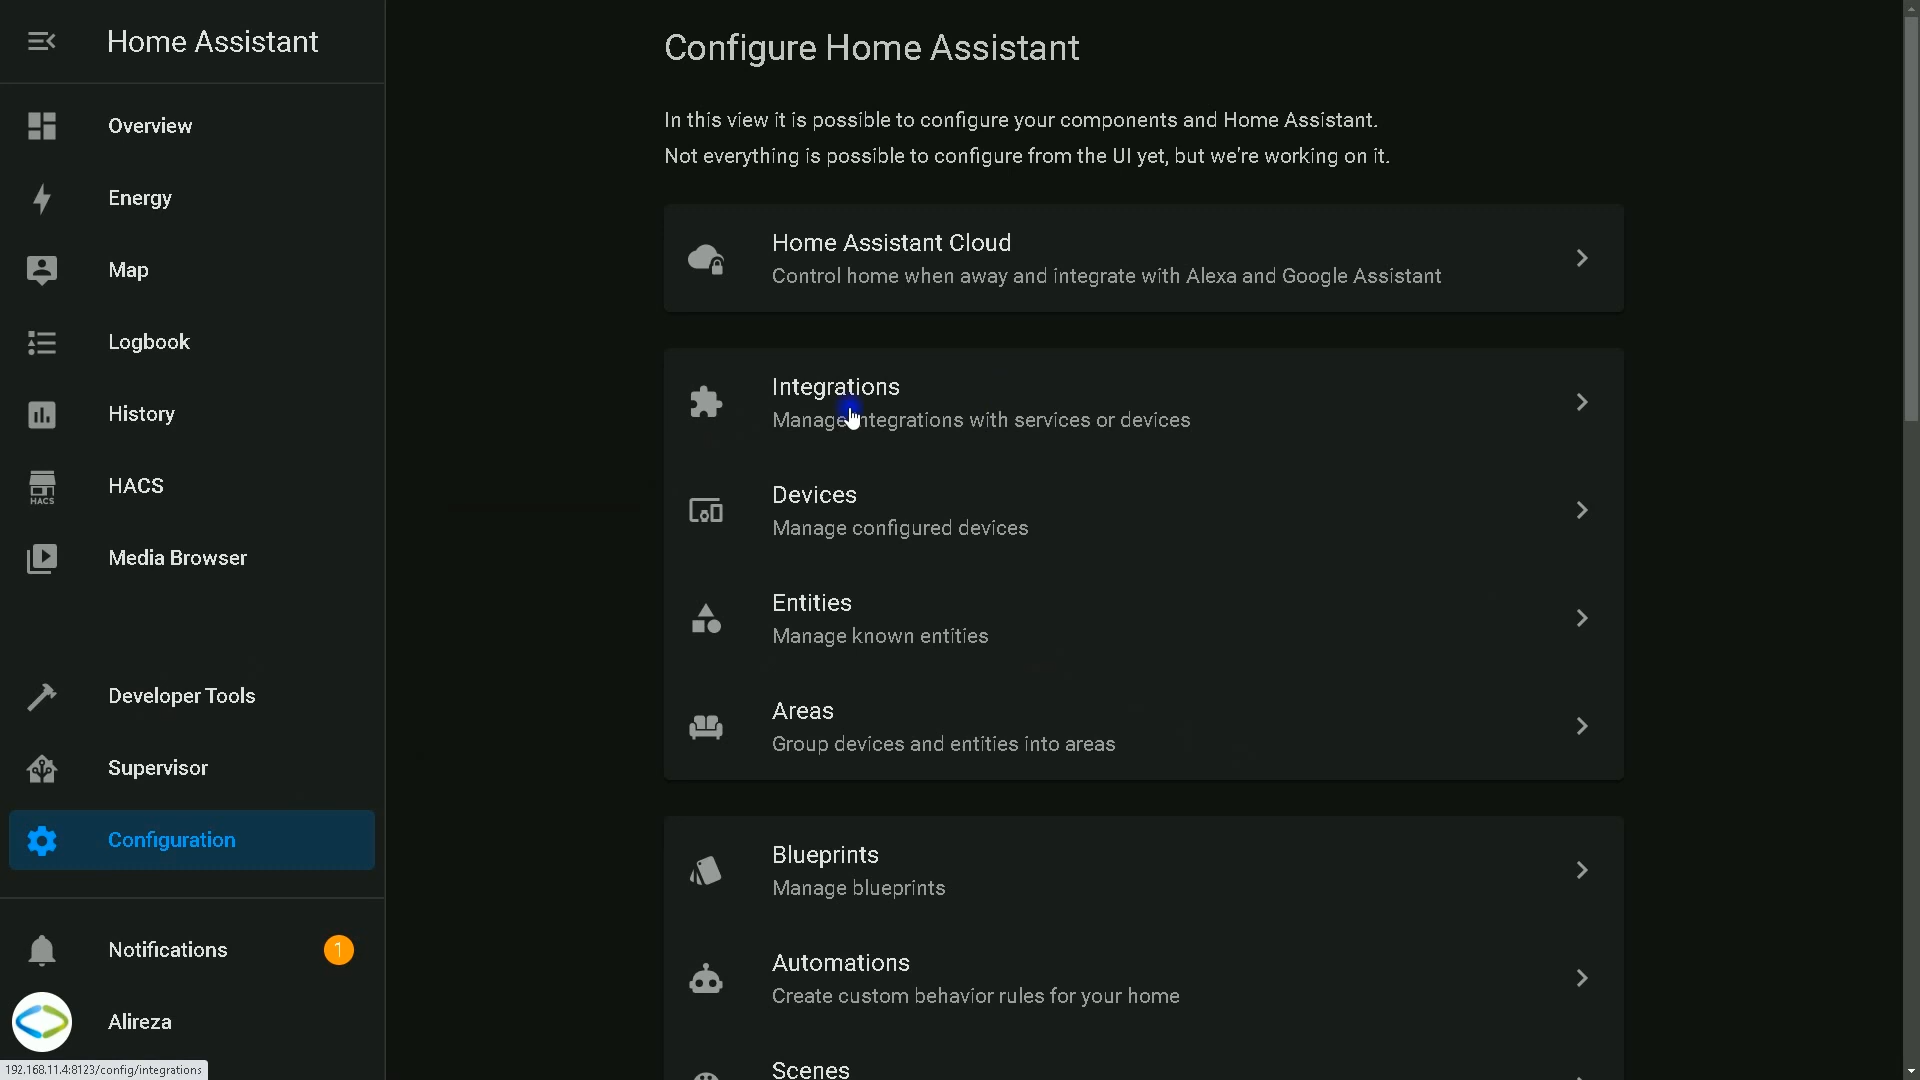 Home Assistant
Overview
Energy
Map
Logbook
History
HACS
HACS
Media Browser
Developer Tools
Supervisor
Configuration
Notifications
1
Alireza
192.168.11.4:8123/config/integrations
Configure Home Assistant
In this view it is possible to configure your components and Home Assistant.
Not everything is possible to configure from the UI yet, but we're working on it.
Home Assistant Cloud
Control home when away and integrate with Alexa and Google Assistant
Integrations
Manage integrations with services or devices
Devices
Manage configured devices
Entities
Manage known entities
Areas
Group devices and entities into areas
Blueprints
Manage blueprints
Automations
Create custom behavior rules for your home
Scenes